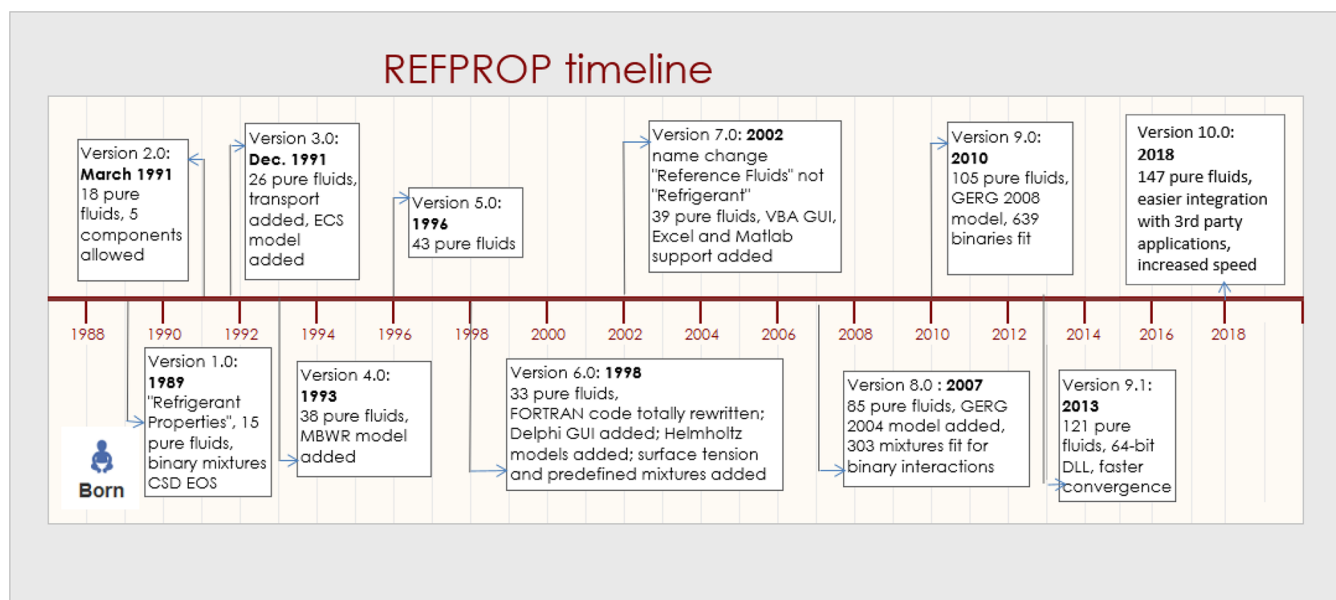 REFPROP timeline
Version 2.0:
March 1991
18 pure
fluids, 5
components
allowed
Version 3.0:
Dec. 1991
26 pure fluids,
transport
added, ECS
model
added
Version 5.0:
1996
43 pure fluids
Version 7.0: 2002
name change
"Reference Fluids" not
"Refrigerant"
39 pure fluids, VBA GUI,
Excel and Matlab
support added
Version 9.0:
2010
105 pure fluids,
GERG 2008
model, 639
binaries fit
Version 10.0:
2018
147 pure fluids,
easier integration
with 3rd party
applications,
increased speed
1988 1990 1992 1994 1996 1998 2000 2002 2004 2006 2008 2010 2012 2014 2016 2018
Born
Version 1.0:
1989
"Refrigerant
Properties", 15
pure fluids,
binary mixtures
CSD EOS
Version 4.0:
1993
38 pure fluids,
MBWR model
added
Version 6.0: 1998
33 pure fluids,
FORTRAN code totally rewritten;
Delphi GUI added; Helmholtz
models added; surface tension
and predefined mixtures added
Version 8.0 : 2007
85 pure fluids, GERG
2004 model added,
303 mixtures fit for
binary interactions
Version 9.1:
2013
121 pure
fluids, 64-bit
DLL, faster
convergence